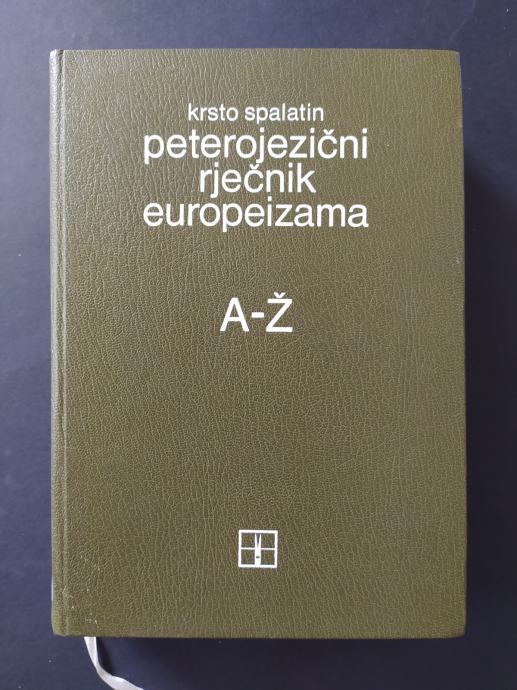 krsto spalatin
peterojezični
rječnik
europeizama
A-Ž